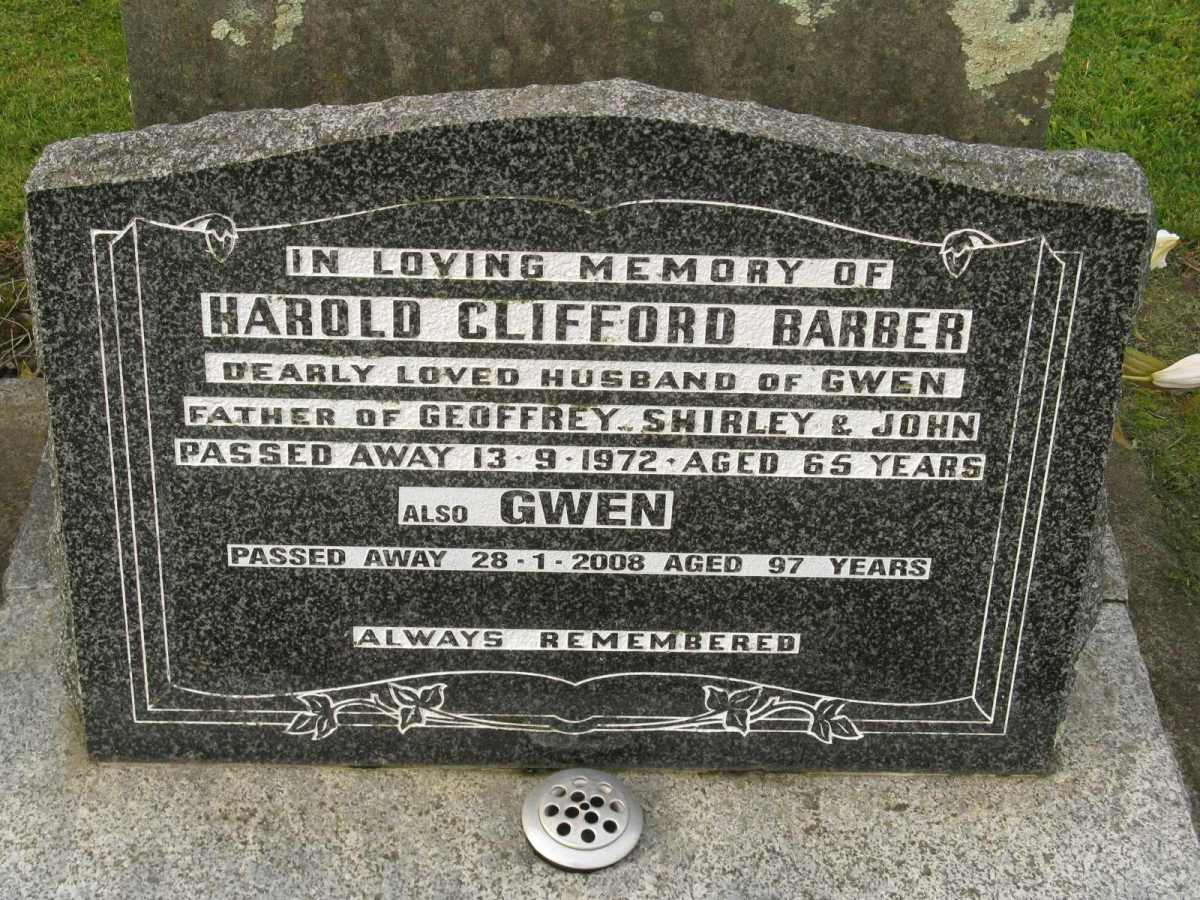 IN LOVING MEMORY OF
HAROLD CLIFFORD BARBER
DEARLY LOVED HUSBAND OF GWEN
FATHER OF GEOFFREY, SHIRLEY & JOHN
PASSED AWAY 13·9·1972·AGED 65 YEARS
ALSO GWEN
PASSED AWAY 28·1·2008 AGED 97 YEARS
ALWAYS REMEMBERED